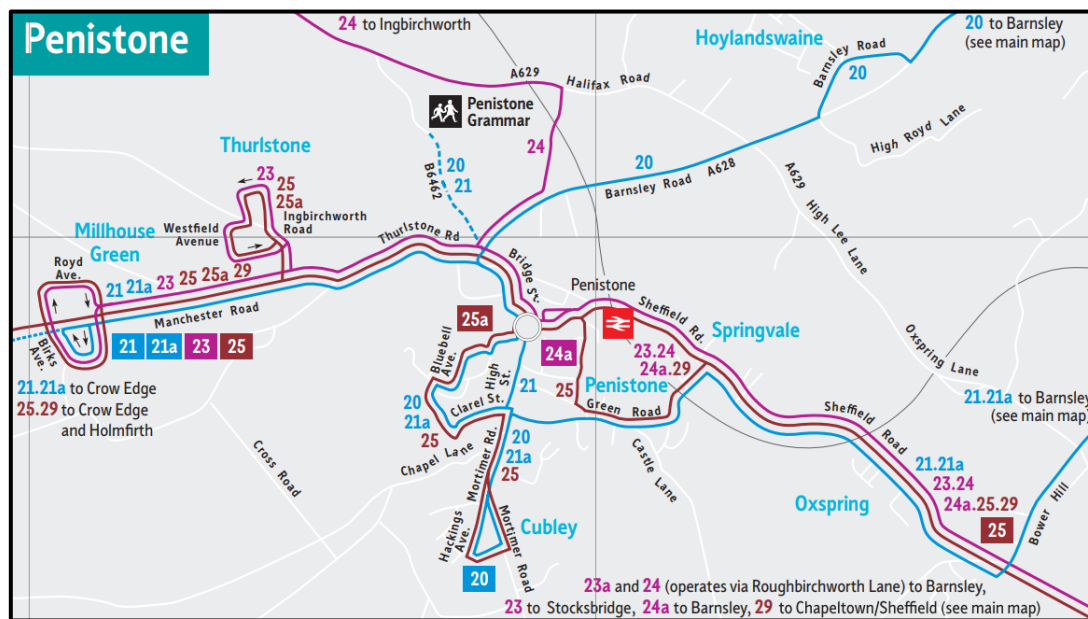 Penistone
24 to Ingbirchworth
Hoylandswaine
20 to Barnsley
(see main map)
Barnsley Road
20
A629
Halifax Road
Penistone
Grammar
24
High Royd Lane
Thurlstone
20
21
B6462
20
Barnsley Road A628
A629
High Lee Lane
23
25
25a
Westfield
Avenue
Ingbirchworth
Road
Millhouse
Green
Thurlstone Rd
Royd
Ave.
Bridge St.
21 21a 23 25 25a 29
Manchester Road
Penistone
Sheffield Rd.
Birks
Ave.
21 21a 23 25
25a
24a
Springvale
Bluebell
Ave.
High
St.
23.24
24a.29
Oxspring Lane
21.21a to Crow Edge
25.29 to Crow Edge
and Holmfirth
21
25
Penistone
20
21a
Clarel St.
Green Road
21.21a to Barnsley
(see main map)
Sheffield
Road
25
Chapel Lane
Mortimer Rd.
20
21a
25
Castle Lane
Cross Road
21.21a
23.24
24a.25.29
25
Oxspring
Bower Hill
Hackings
Ave.
Mortimer Road
Cubley
20
23a and 24 (operates via Roughbirchworth Lane) to Barnsley,
23 to Stocksbridge, 24a to Barnsley, 29 to Chapeltown/Sheffield (see main map)